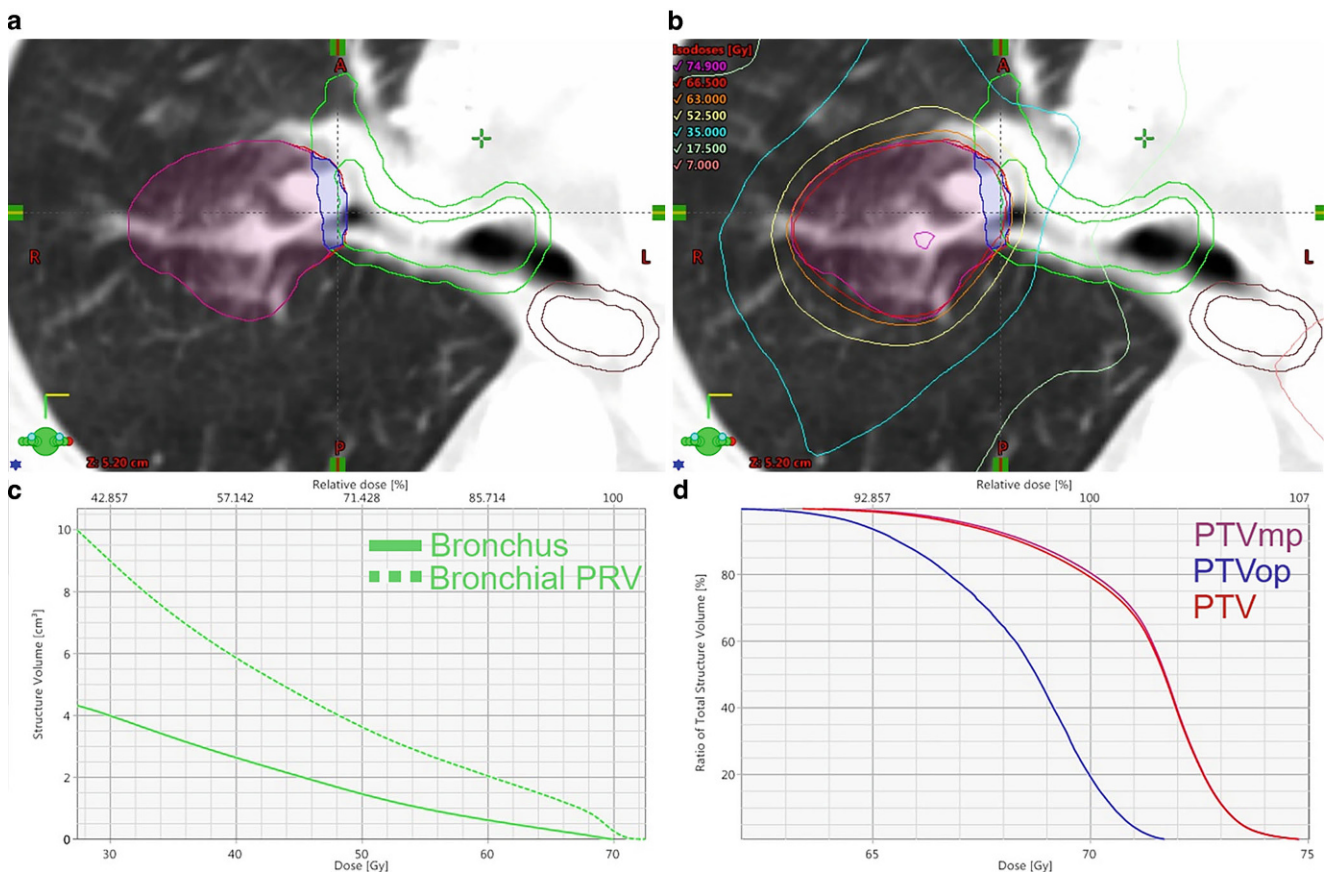 a
A
R
L
P
Z: 5.20 cm
b
Isodoses [Gy]
✓ 74.900
✓ 66.500
✓ 63.000
✓ 52.500
✓ 35.000
✓ 17.500
✓ 7.000
A
R
L
P
Z: 5.20 cm
c
Relative dose [%]
42.857 57.142 71.428 85.714 100
Bronchus
Bronchial PRV
Structure Volume [cm³]
10
8
6
4
2
0
30 40 50 60 70
Dose [Gy]
d
Relative dose [%]
92.857 100 107
PTVmp
PTVop
PTV
Ratio of Total Structure Volume [%]
80
60
40
20
65 70 75
Dose [Gy]